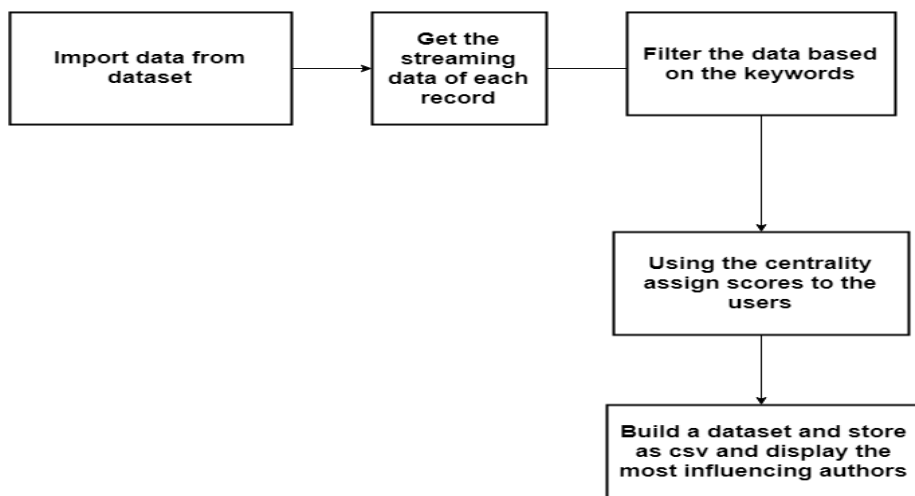 Import data from
dataset
Get the
streaming
data of each
record
Filter the data based
on the keywords
Using the centrality
assign scores to the
users
Build a dataset and store
as csv and display the
most influencing authors